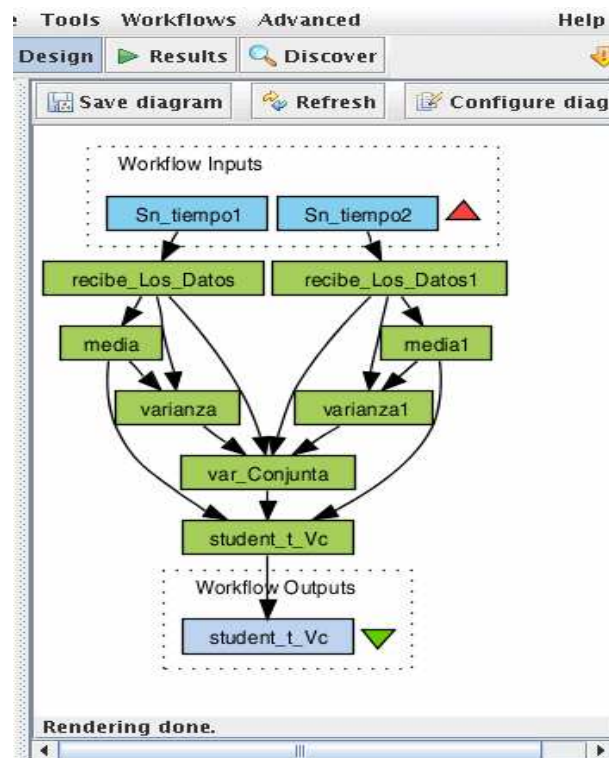 e Tools Workflows Advanced Help
Design Results Discover
Save diagram Refresh Configure diag
Workflow Inputs
Sn_tiempo1 Sn_tiempo2
recibe_Los_Datos recibe_Los_Datos1
media media1
varianza varianza1
var_Conjunta
student_t_Vc
Workflow Outputs
student_t_Vc
Rendering done.